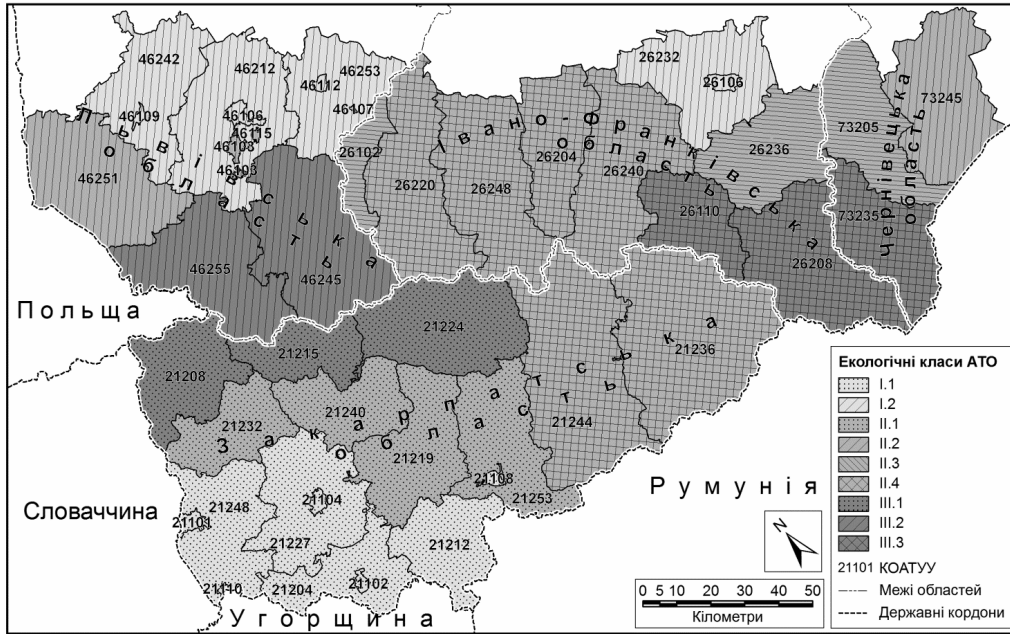 46242
46212
46253
46112
46107
46109
46106
46115
46108
46103
46251
46255
46245
Львівська область
26232
26106
26102
26220
26248
26204
26240
26236
26110
26208
Івано-Франківська область
73245
73205
73235
Чернівецька область
Польща
21224
21215
21208
21240
21232
21219
21108
21253
21244
21236
21248
21101
21104
21227
21212
21110
21204
21102
Закарпатська область
Словаччина
Угорщина
Румунія
N
0 5 10 20 30 40 50
Кілометри
Екологічні класи АТО
I.1
I.2
II.1
II.2
II.3
II.4
III.1
III.2
III.3
21101 КОАТУУ
Межі областей
Державні кордони